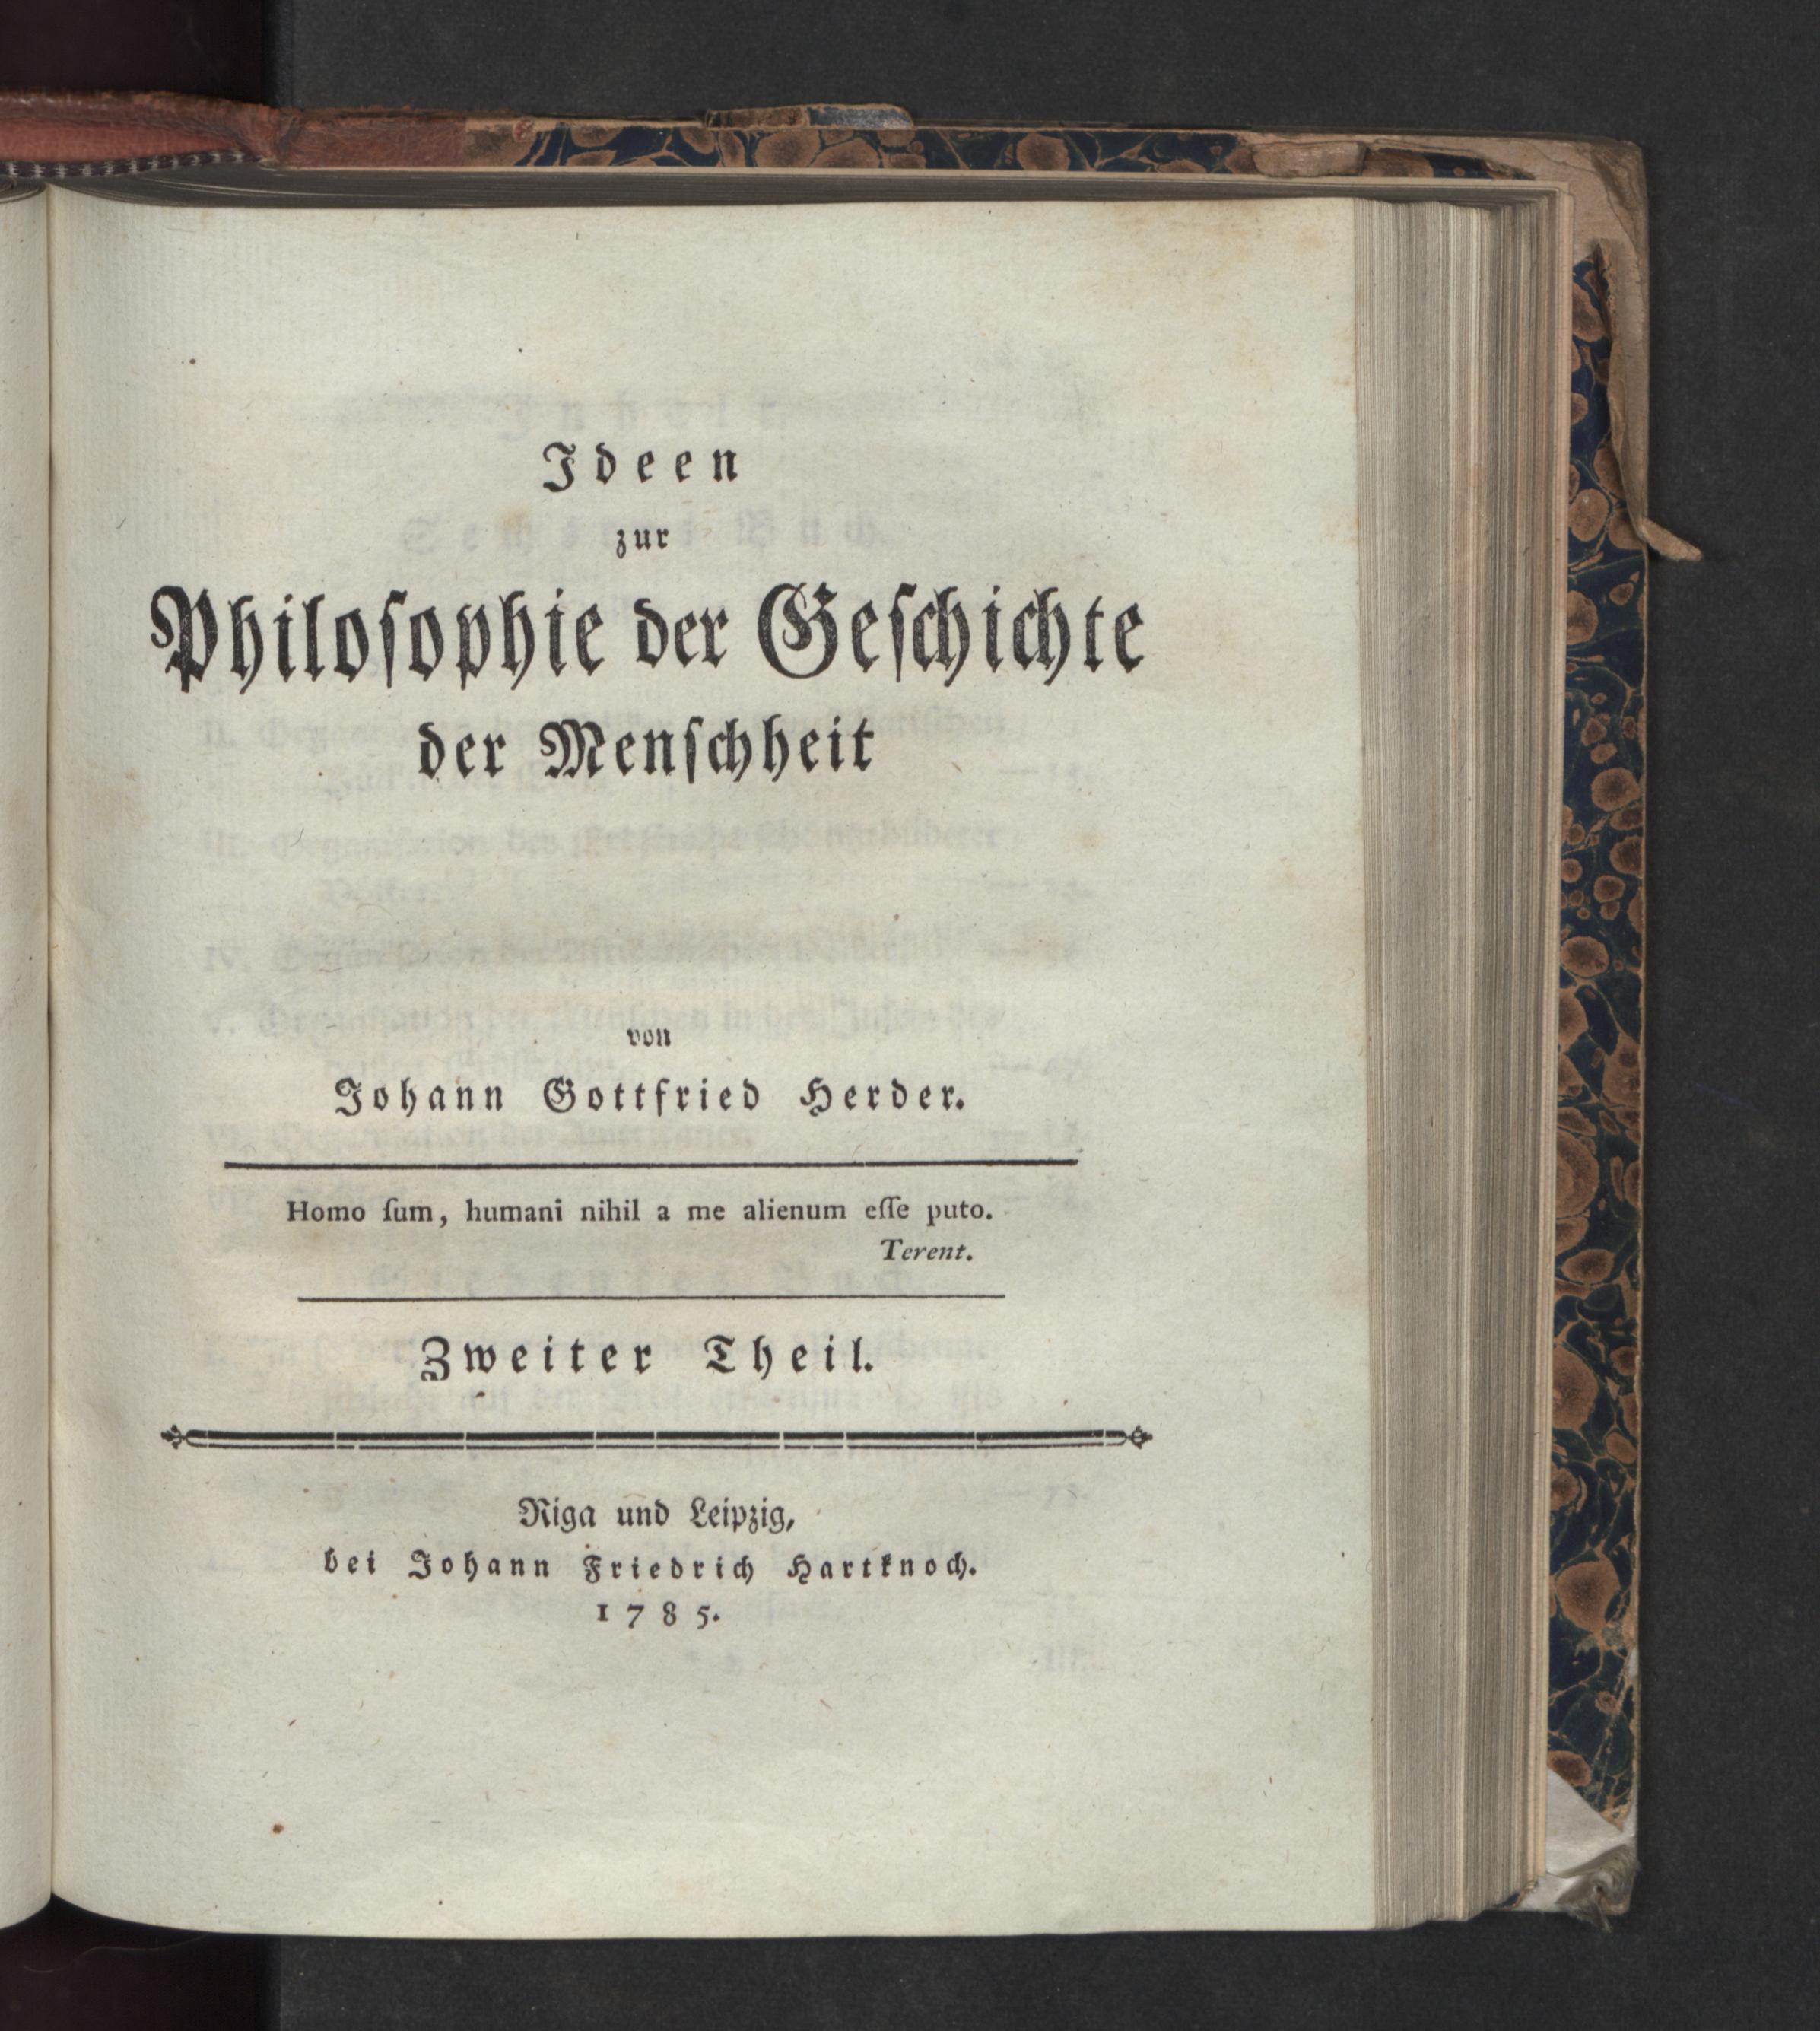 Ideen
zur
Philoſophie der Geſchichte
der Menſchheit
von
Johann Gottfried Herder.
Homo ſum, humani nihil a me alienum eſſe puto.
Terent.
Zweiter Theil.
Riga und Leipzig,
bei Johann Friedrich Hartknoch.
1785.